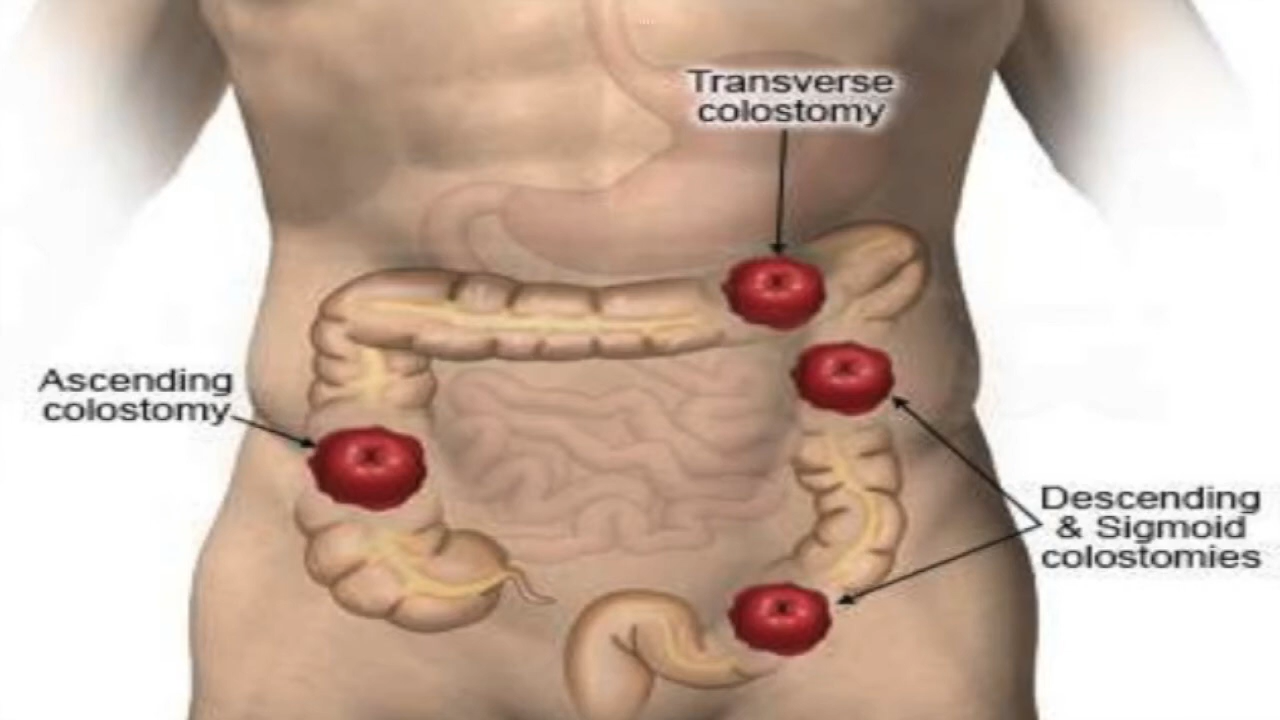 Transverse
colostomy
Ascending
colostomy
Descending
& Sigmoid
colostomies